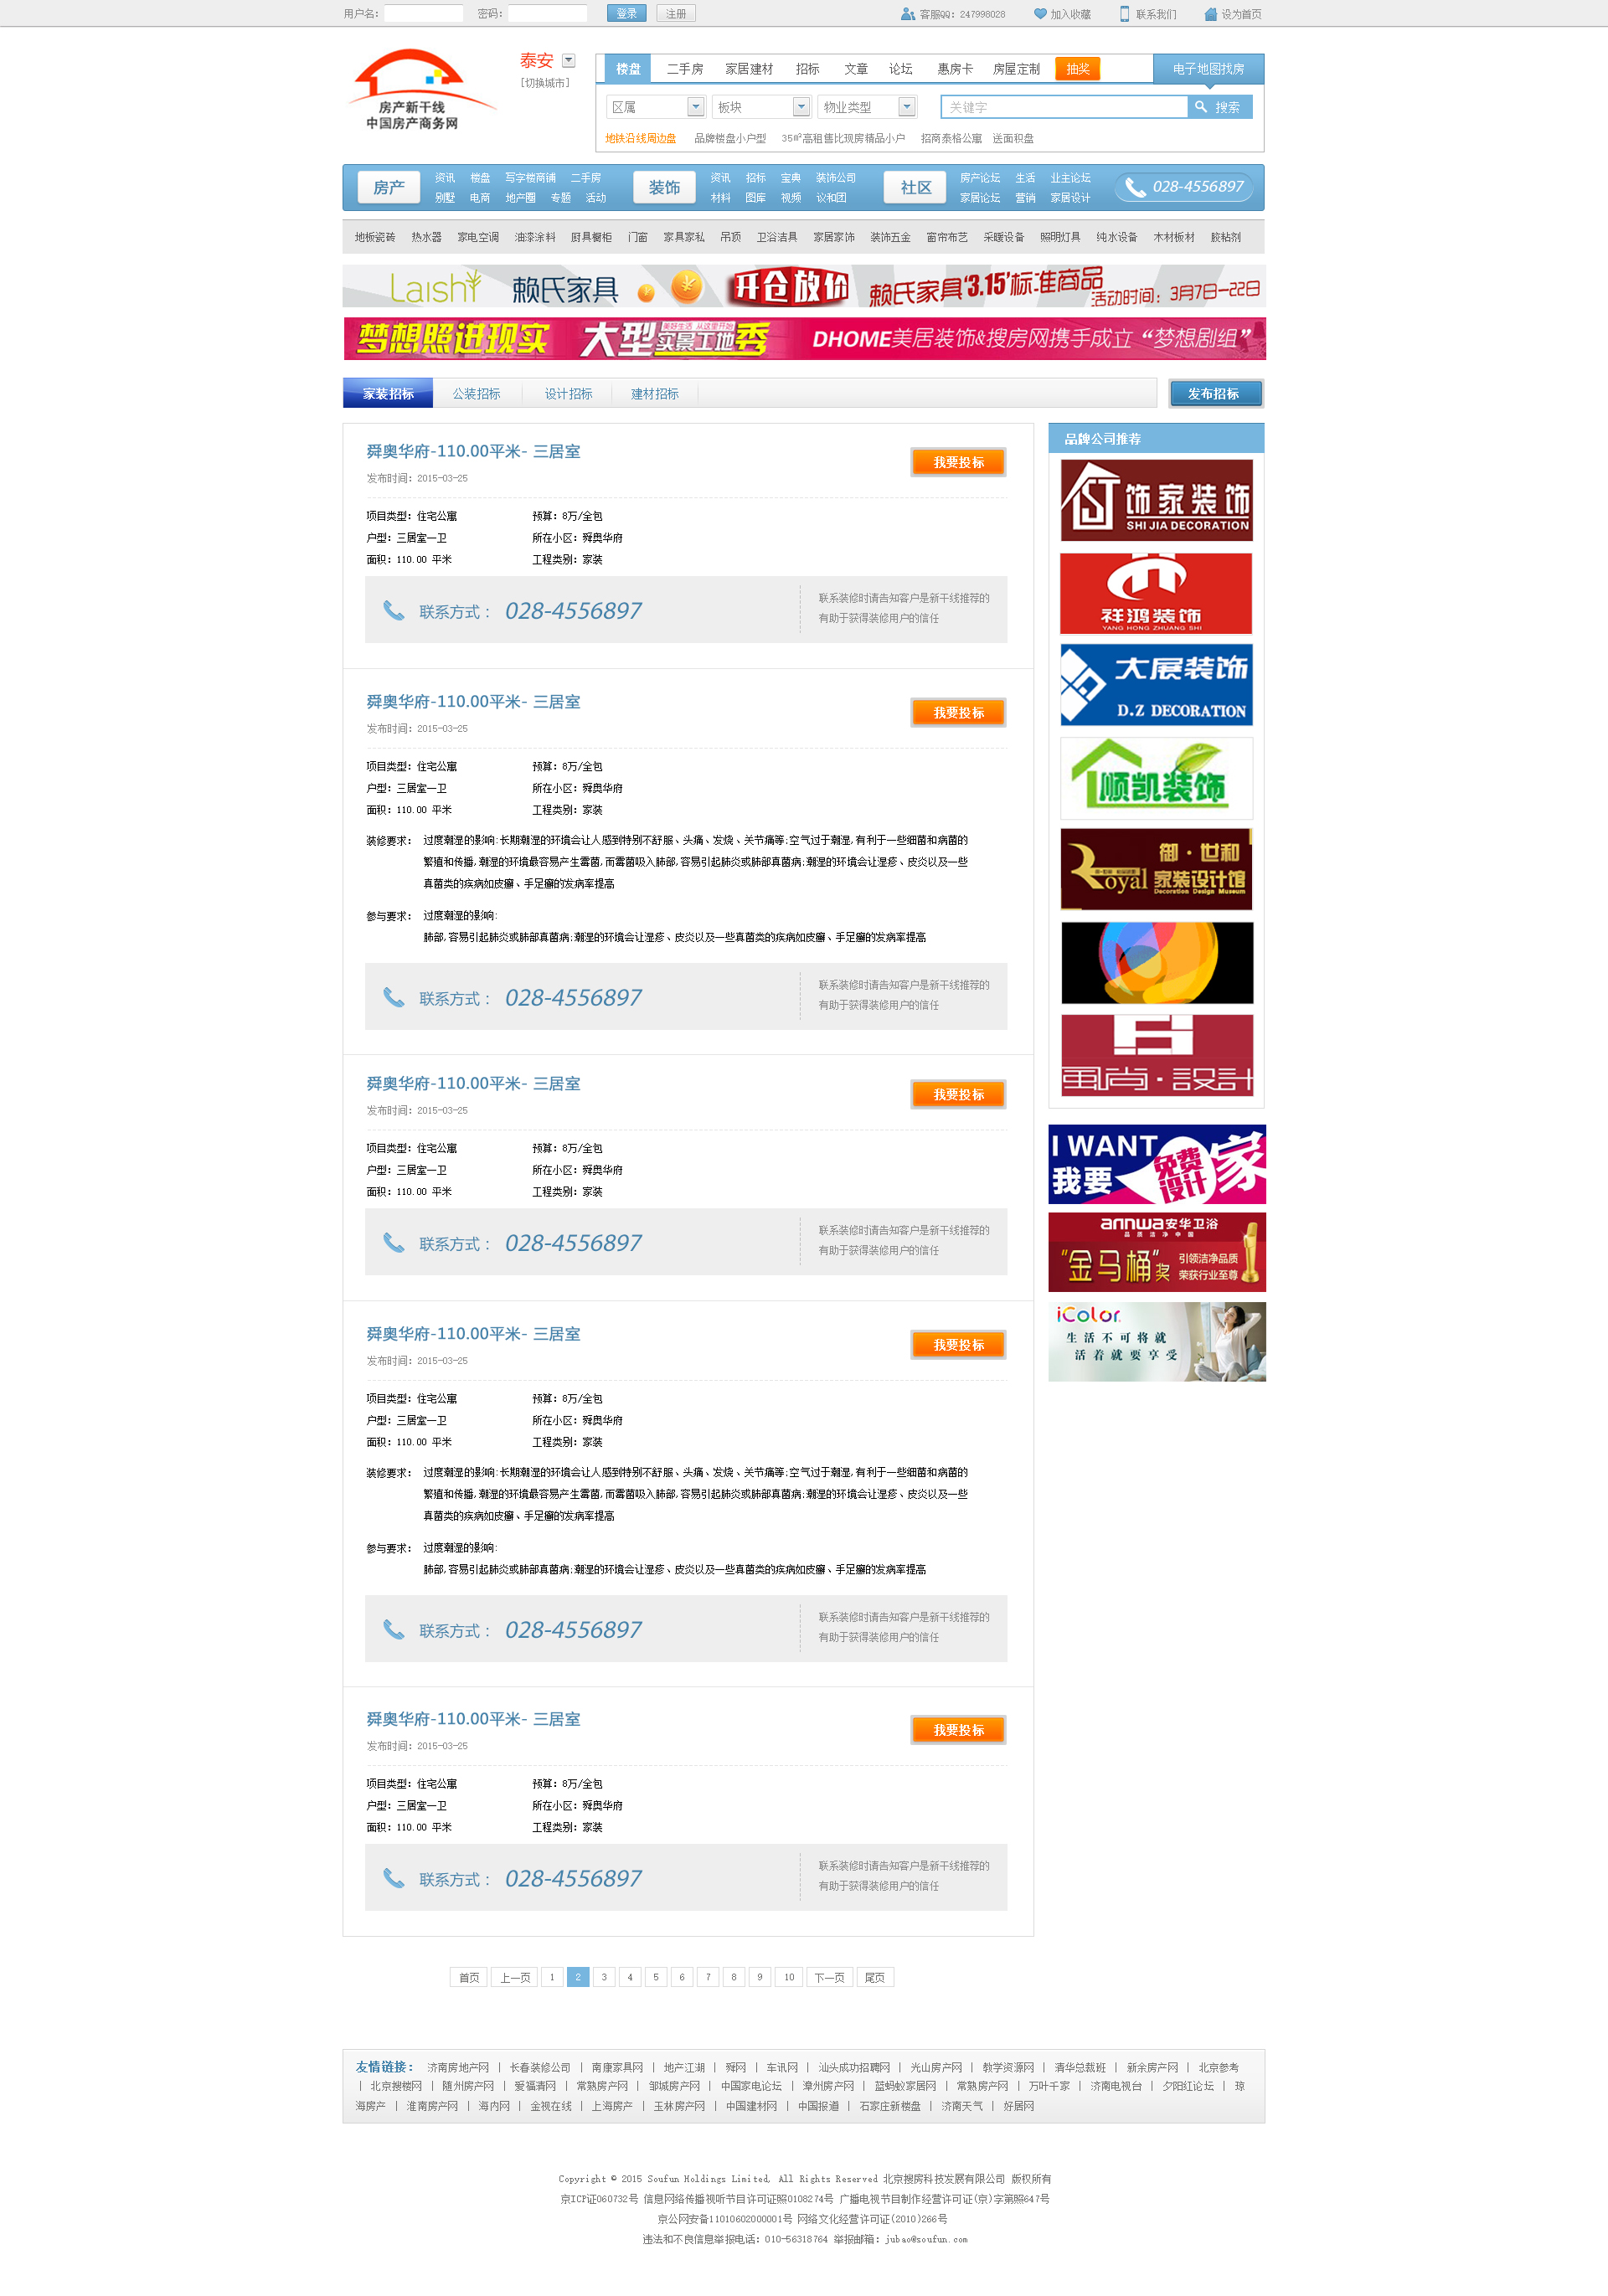 用户名: 密码: 登录 注册 客服QQ: 247998028 加入收藏 联系我们 设为首页
房产新干线
中国房产商务网
泰安
[切换城市]
楼盘 二手房 家居建材 招标 文章 论坛 惠房卡 房屋定制 抽奖 电子地图找房
区属 板块 物业类型 关键字 搜索
地铁沿线周边盘 品牌楼盘小户型 35㎡高租售比现房精品小户 招商泰格公寓 送面积盘
房产 资讯 楼盘 写字楼商铺 二手房
别墅 电商 地产圈 专题 活动
装饰 资讯 招标 宝典 装饰公司
材料 图库 视频 议和团
社区 房产论坛 生活 业主论坛
家居论坛 营销 家居设计
028-4556897
地板瓷砖 热水器 家电空调 油漆涂料 厨具橱柜 门窗 家具家私 吊顶 卫浴洁具 家居家饰 装饰五金 窗帘布艺 采暖设备 照明灯具 纯水设备 木材板材 胶粘剂
Laishi 赖氏家具 开仓放价 赖氏家具'3.15'标准商品 活动时间：3月7日—22日
梦想照进现实 大型 美好生活 从这里开始 实景工地秀 DHOME美居装饰&搜房网携手成立“梦想剧组”
家装招标 公装招标 设计招标 建材招标 发布招标
舜奥华府-110.00平米- 三居室
我要投标
发布时间: 2015-03-25
项目类型: 住宅公寓 预算: 8万/全包
户型: 三居室一卫 所在小区: 舜舆华府
面积: 110.00 平米 工程类别: 家装
联系方式： 028-4556897
联系装修时请告知客户是新干线推荐的
有助于获得装修用户的信任
舜奥华府-110.00平米- 三居室
我要投标
发布时间: 2015-03-25
项目类型: 住宅公寓 预算: 8万/全包
户型: 三居室一卫 所在小区: 舜舆华府
面积: 110.00 平米 工程类别: 家装
装修要求: 过度潮湿的影响:长期潮湿的环境会让人感到特别不舒服、头痛、发烧、关节痛等;空气过于潮湿,有利于一些细菌和病菌的
繁殖和传播,潮湿的环境最容易产生霉菌,而霉菌吸入肺部,容易引起肺炎或肺部真菌病;潮湿的环境会让湿疹、皮炎以及一些
真菌类的疾病如皮癣、手足癣的发病率提高
参与要求: 过度潮湿的影响:
肺部,容易引起肺炎或肺部真菌病;潮湿的环境会让湿疹、皮炎以及一些真菌类的疾病如皮癣、手足癣的发病率提高
联系方式： 028-4556897
联系装修时请告知客户是新干线推荐的
有助于获得装修用户的信任
舜奥华府-110.00平米- 三居室
我要投标
发布时间: 2015-03-25
项目类型: 住宅公寓 预算: 8万/全包
户型: 三居室一卫 所在小区: 舜舆华府
面积: 110.00 平米 工程类别: 家装
联系方式： 028-4556897
联系装修时请告知客户是新干线推荐的
有助于获得装修用户的信任
舜奥华府-110.00平米- 三居室
我要投标
发布时间: 2015-03-25
项目类型: 住宅公寓 预算: 8万/全包
户型: 三居室一卫 所在小区: 舜舆华府
面积: 110.00 平米 工程类别: 家装
装修要求: 过度潮湿的影响:长期潮湿的环境会让人感到特别不舒服、头痛、发烧、关节痛等;空气过于潮湿,有利于一些细菌和病菌的
繁殖和传播,潮湿的环境最容易产生霉菌,而霉菌吸入肺部,容易引起肺炎或肺部真菌病;潮湿的环境会让湿疹、皮炎以及一些
真菌类的疾病如皮癣、手足癣的发病率提高
参与要求: 过度潮湿的影响:
肺部,容易引起肺炎或肺部真菌病;潮湿的环境会让湿疹、皮炎以及一些真菌类的疾病如皮癣、手足癣的发病率提高
联系方式： 028-4556897
联系装修时请告知客户是新干线推荐的
有助于获得装修用户的信任
舜奥华府-110.00平米- 三居室
我要投标
发布时间: 2015-03-25
项目类型: 住宅公寓 预算: 8万/全包
户型: 三居室一卫 所在小区: 舜舆华府
面积: 110.00 平米 工程类别: 家装
联系方式： 028-4556897
联系装修时请告知客户是新干线推荐的
有助于获得装修用户的信任
品牌公司推荐
饰家装饰
SHI JIA DECORATION
祥鸿装饰
YANG HONG ZHUANG SHI
大展装饰
D.Z DECORATION
顺凯装饰
御·世和
Royal 家装设计馆
Decoration Design Museum
風尚·設計
I WANT
我要 免费设计 家
annwa安华卫浴
品质洁净中国
“金马桶”奖 引领洁净品质
荣获行业至尊
iColor
生活不可将就
活着就要享受
首页 上一页 1 2 3 4 5 6 7 8 9 10 下一页 尾页
友情链接: 济南房地产网 | 长春装修公司 | 南康家具网 | 地产江湖 | 舜网 | 车讯网 | 汕头成功招聘网 | 光山房产网 | 教学资源网 | 清华总裁班 | 新余房产网 | 北京参考
| 北京搜楼网 | 随州房产网 | 爱福清网 | 常熟房产网 | 邹城房产网 | 中国家电论坛 | 漳州房产网 | 蓝蚂蚁家居网 | 常熟房产网 | 万叶千家 | 济南电视台 | 夕阳红论坛 | 琼
海房产 | 淮南房产网 | 海内网 | 金视在线 | 上海房产 | 玉林房产网 | 中国建材网 | 中国报道 | 石家庄新楼盘 | 济南天气 | 好居网
Copyright © 2015 Soufun Holdings Limited, All Rights Reserved 北京搜房科技发展有限公司 版权所有
京ICP证060732号 信息网络传播视听节目许可证照0108274号 广播电视节目制作经营许可证(京)字第照647号
京公网安备11010602000001号 网络文化经营许可证(2010)266号
违法和不良信息举报电话: 010-56318764 举报邮箱: jubao@soufun.com